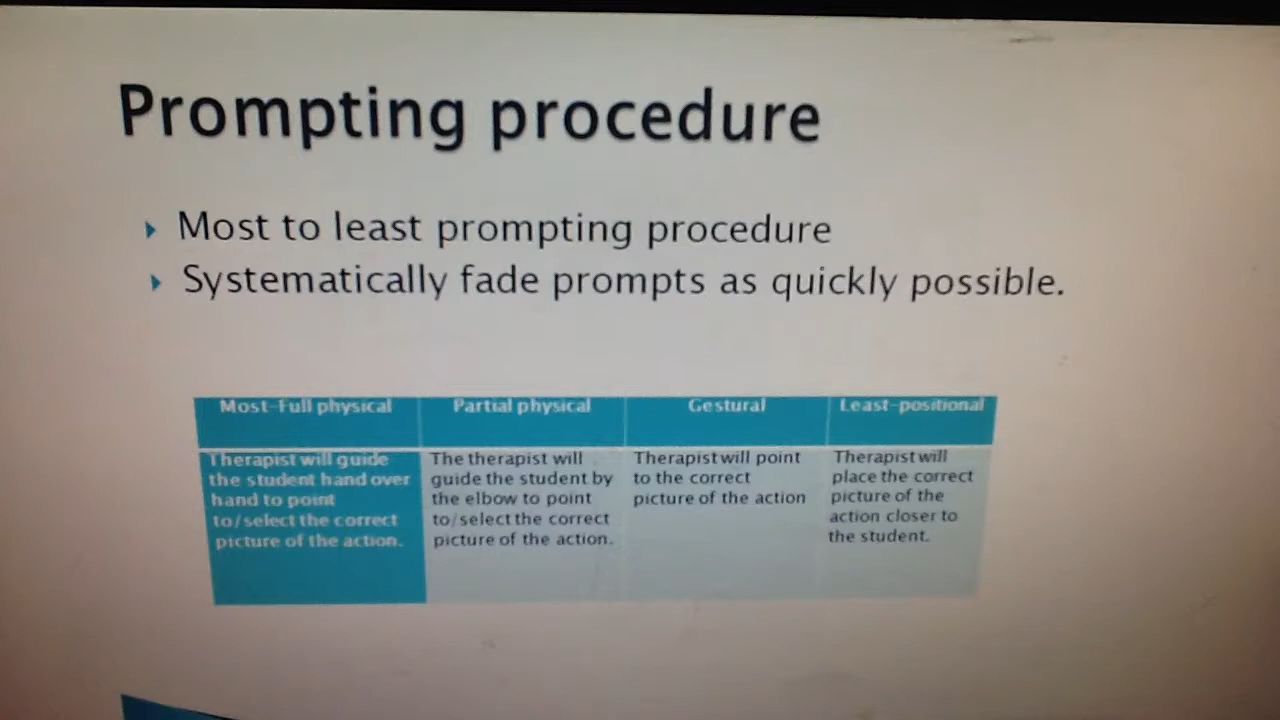 Prompting procedure
Most to least prompting procedure
Systematically fade prompts as quickly possible.
Most-Full physical
Partial physical
Gestural
Least-positional
Therapist will guide
the student hand over
hand to point
to/select the correct
picture of the action.
The therapist will
guide the student by
the elbow to point
to/select the correct
picture of the action.
Therapist will point
to the correct
picture of the action
Therapist will
place the correct
picture of the
action closer to
the student.